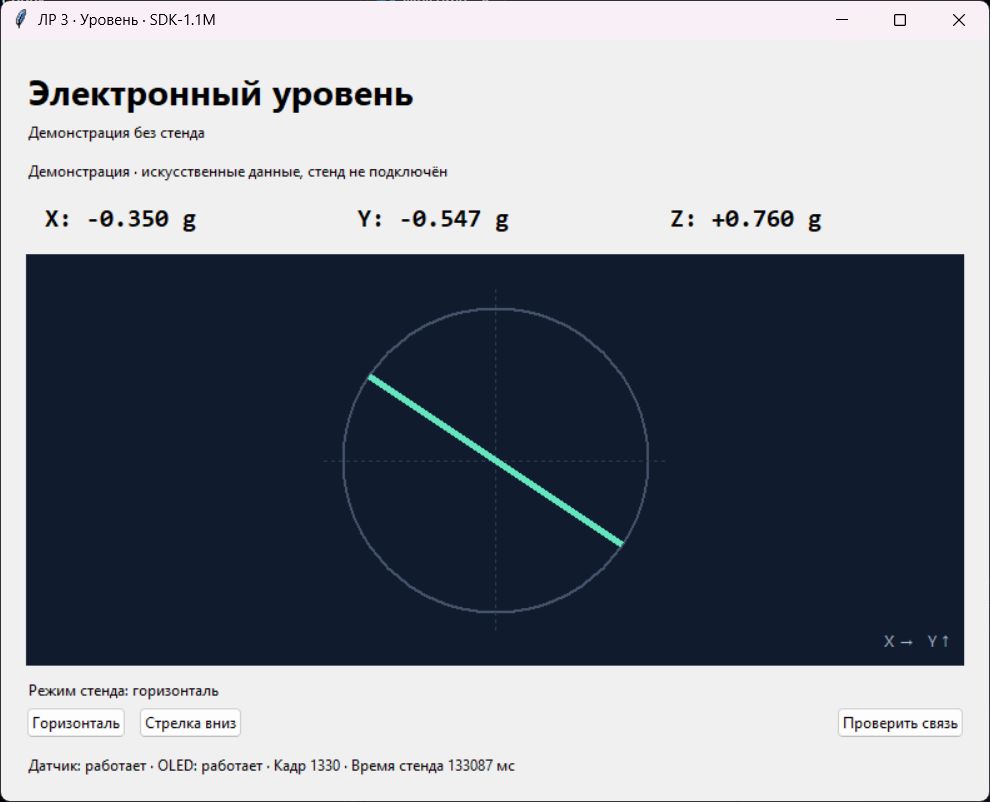 ЛР 3 · Уровень · SDK-1.1M
Электронный уровень
Демонстрация без стенда
Демонстрация · искусственные данные, стенд не подключён
X: -0.350 g Y: -0.547 g Z: +0.760 g
X → Y ↑
Режим стенда: горизонталь
Горизонталь Стрелка вниз Проверить связь
Датчик: работает · OLED: работает · Кадр 1330 · Время стенда 133087 мс